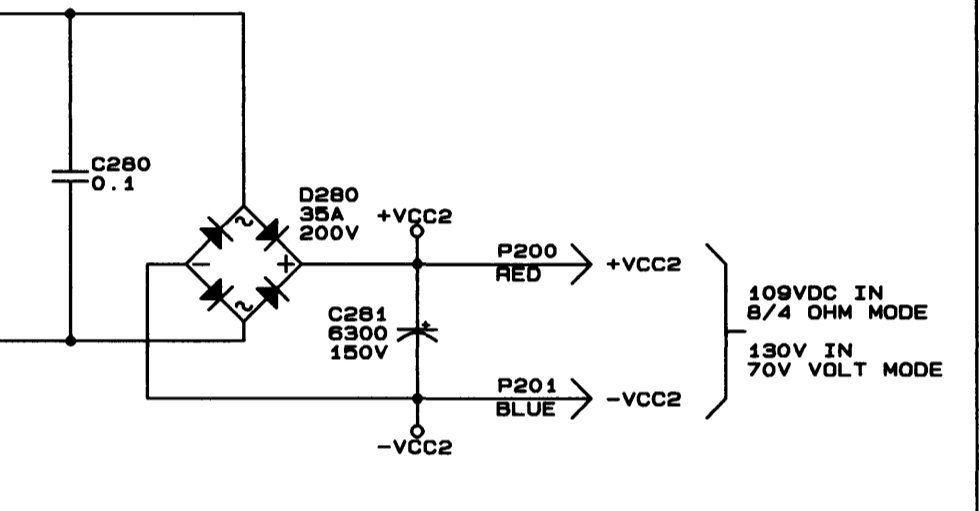 C280
0.1
D280
35A
200V
+VCC2
~
-
+
~
P200
RED
+VCC2
C281
6300
150V
+
109VDC IN
8/4 OHM MODE
130V IN
70V VOLT MODE
P201
BLUE
-VCC2
-VCC2